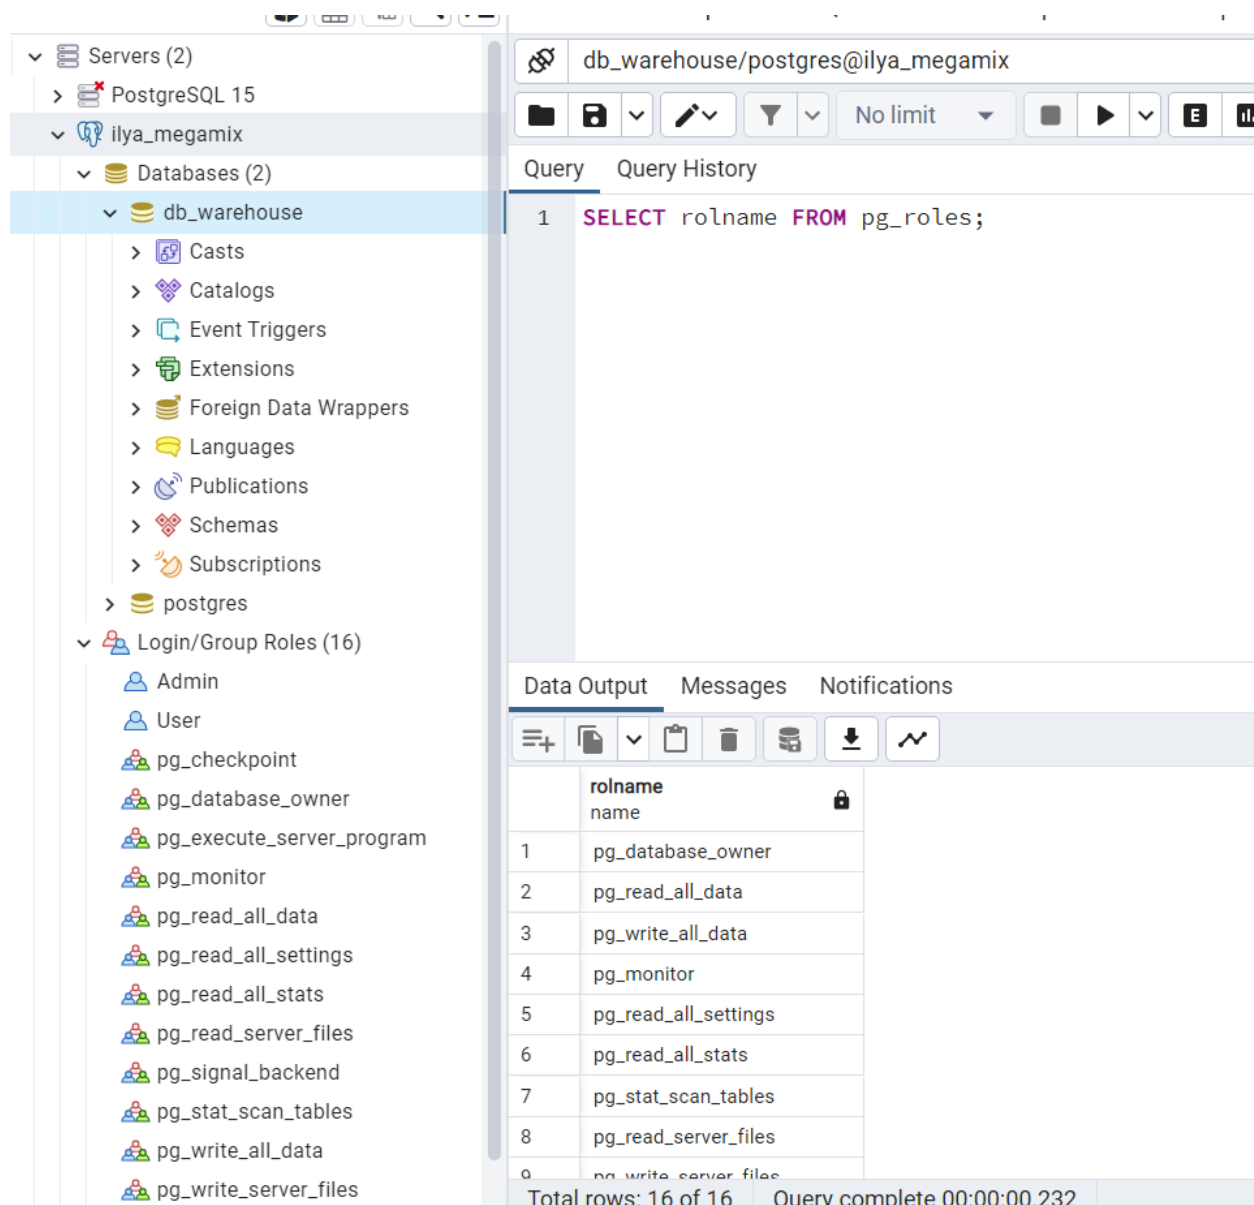 Servers (2)
PostgreSQL 15
ilya_megamix
Databases (2)
db_warehouse
Casts
Catalogs
Event Triggers
Extensions
Foreign Data Wrappers
Languages
Publications
Schemas
Subscriptions
postgres
Login/Group Roles (16)
Admin
User
pg_checkpoint
pg_database_owner
pg_execute_server_program
pg_monitor
pg_read_all_data
pg_read_all_settings
pg_read_all_stats
pg_read_server_files
pg_signal_backend
pg_stat_scan_tables
pg_write_all_data
pg_write_server_files
db_warehouse/postgres@ilya_megamix
No limit
E
Query Query History
1 SELECT rolname FROM pg_roles;
Data Output Messages Notifications
rolname
name
1 pg_database_owner
2 pg_read_all_data
3 pg_write_all_data
4 pg_monitor
5 pg_read_all_settings
6 pg_read_all_stats
7 pg_stat_scan_tables
8 pg_read_server_files
9 pg_write_server_files
Total rows: 16 of 16 Query complete 00:00:00.232